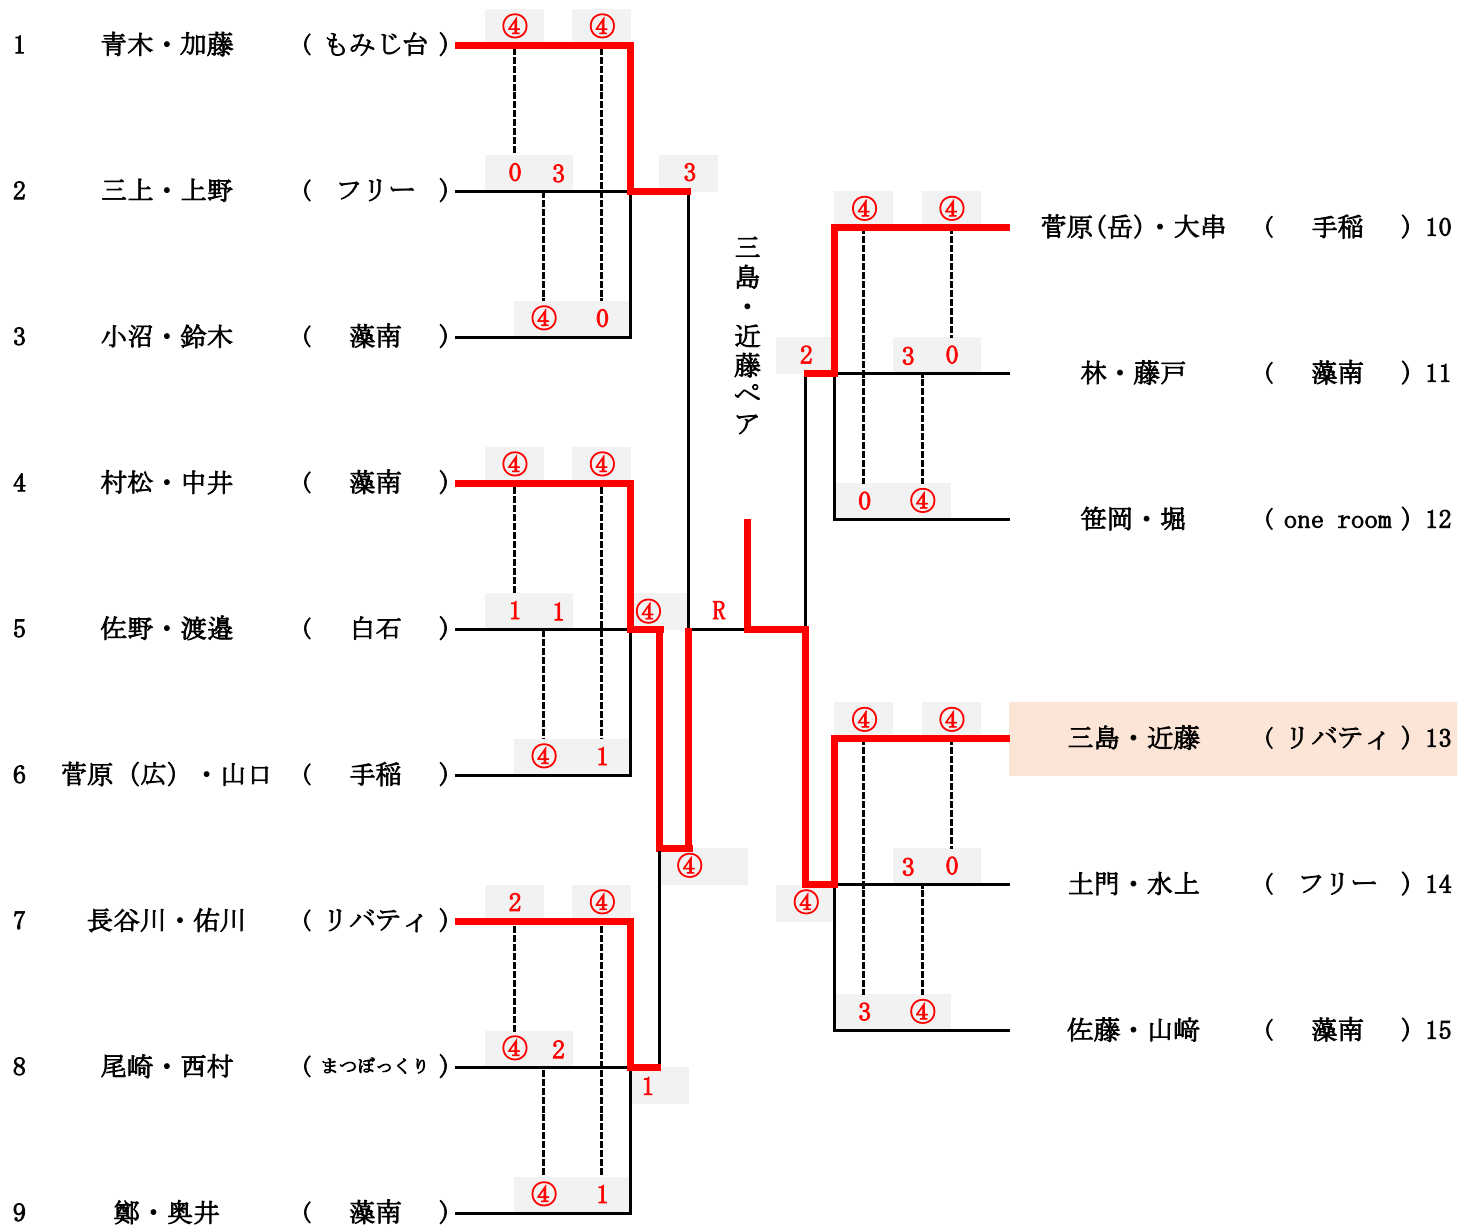 ④ ④
1 青木・加藤 ( もみじ台 )
0 3
2 三上・上野 ( フリー )
3
④ 0
3 小沼・鈴木 ( 藻南 )
④ ④
4 村松・中井 ( 藻南 )
1 1
5 佐野・渡邉 ( 白石 )
④
④ 1
6 菅原（広）・山口 ( 手稲 )
④
2 ④
7 長谷川・佑川 ( リバティ )
④ 2
8 尾崎・西村 ( まつぼっくり )
1
④ 1
9 鄭・奥井 ( 藻南 )
三島・近藤ペア
R
④ ④
菅原(岳)・大串 ( 手稲 ) 10
2
3 0
林・藤戸 ( 藻南 ) 11
0 ④
笹岡・堀 ( one room ) 12
④ ④
三島・近藤 ( リバティ ) 13
3 0
土門・水上 ( フリー ) 14
④
3 ④
佐藤・山﨑 ( 藻南 ) 15